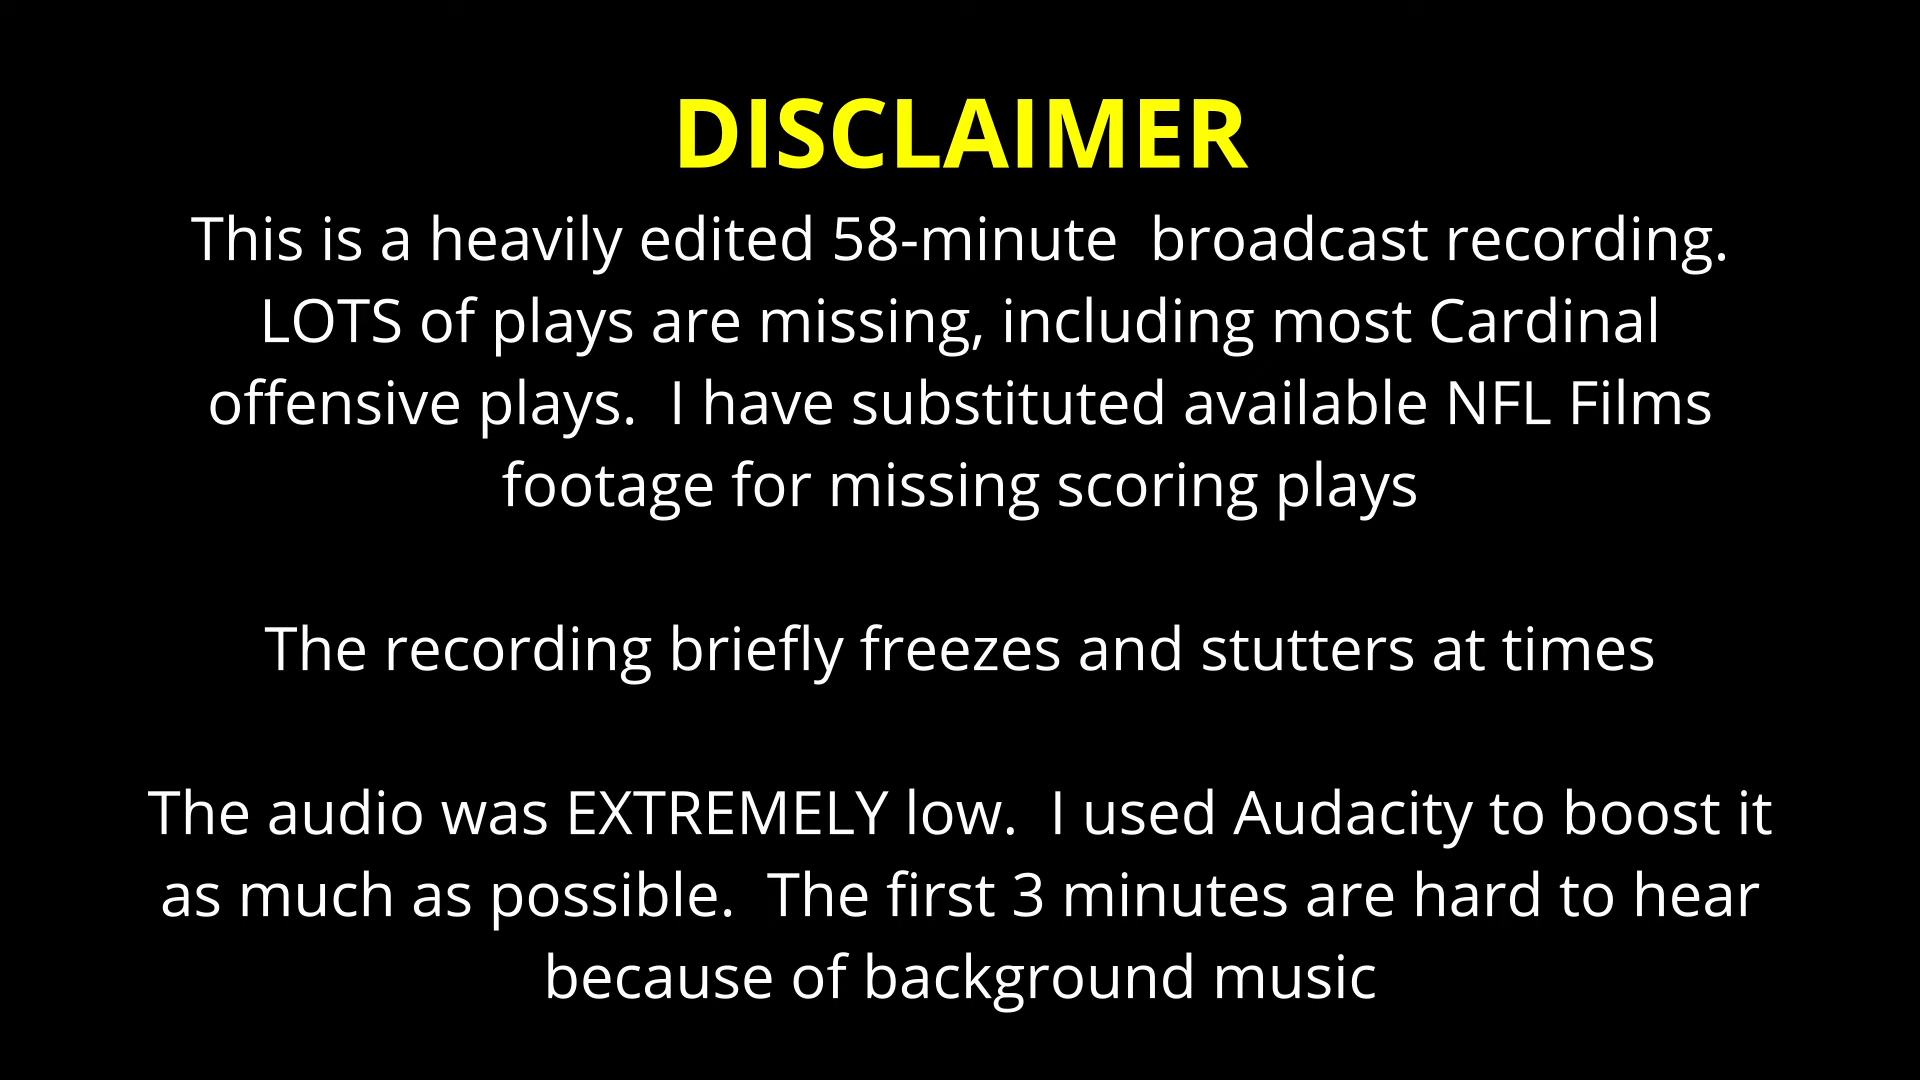 DISCLAIMER
This is a heavily edited 58-minute  broadcast recording.
LOTS of plays are missing, including most Cardinal
offensive plays.  I have substituted available NFL Films
footage for missing scoring plays
The recording briefly freezes and stutters at times
The audio was EXTREMELY low.  I used Audacity to boost it
as much as possible.  The first 3 minutes are hard to hear
because of background music